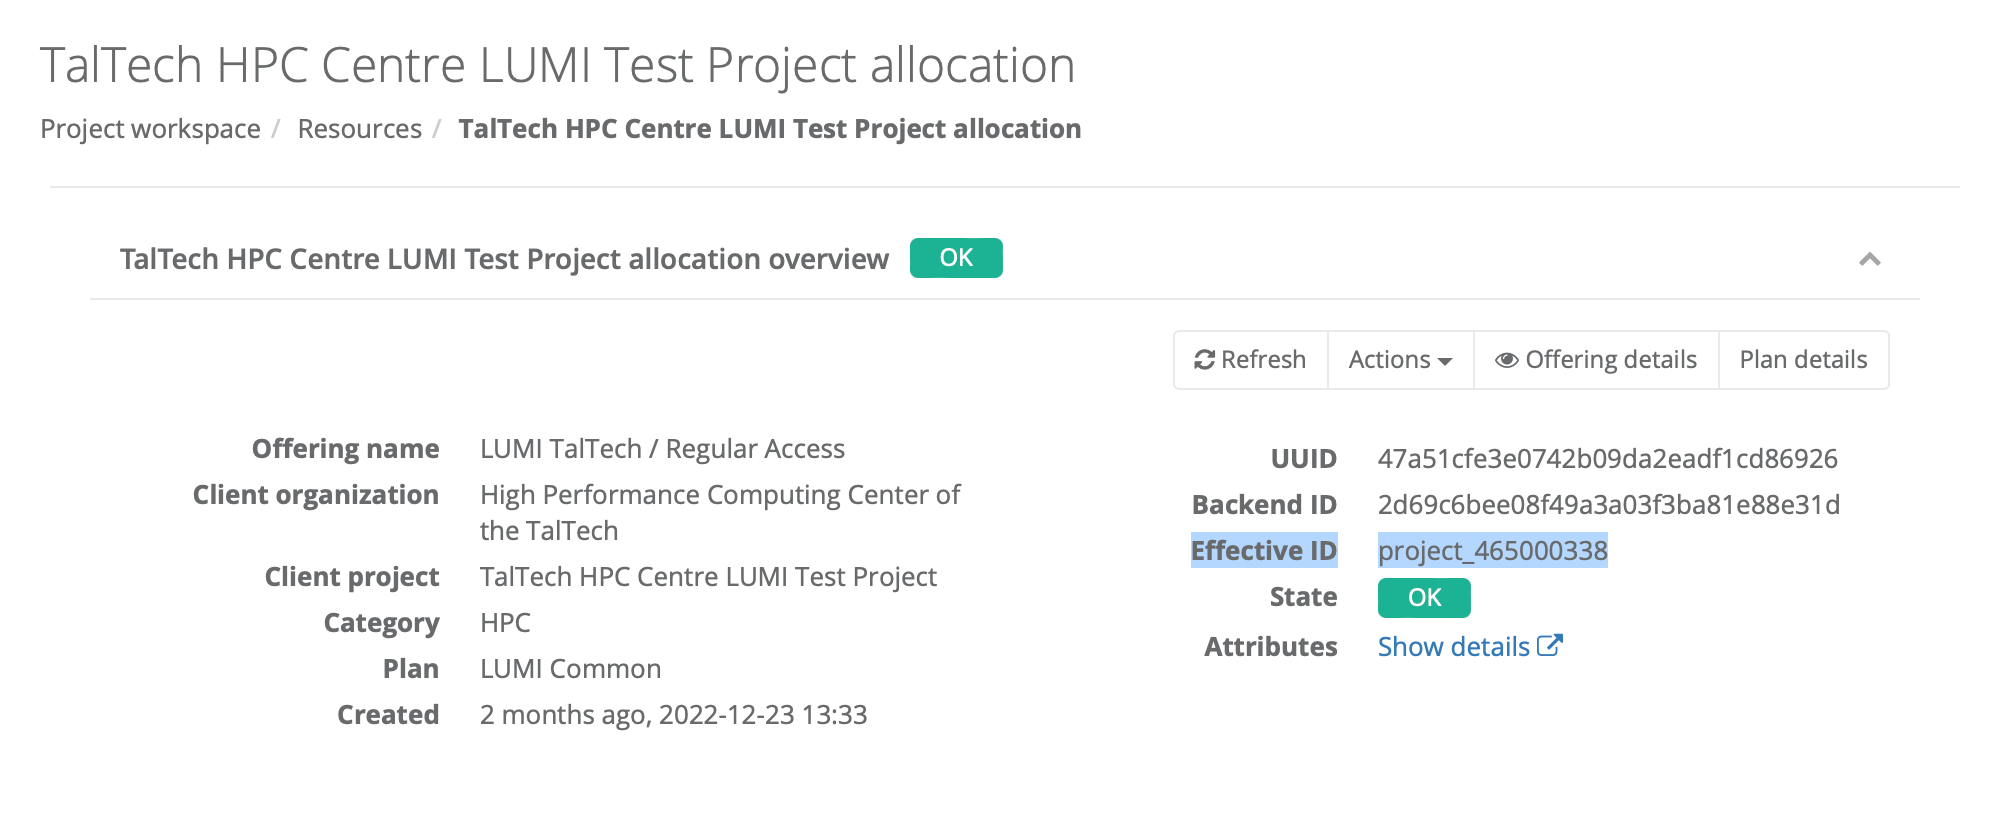 TalTech HPC Centre LUMI Test Project allocation
Project workspace / Resources / TalTech HPC Centre LUMI Test Project allocation
TalTech HPC Centre LUMI Test Project allocation overview OK
Refresh Actions Offering details Plan details
Offering name LUMI TalTech / Regular Access
Client organization High Performance Computing Center of
the TalTech
Client project TalTech HPC Centre LUMI Test Project
Category HPC
Plan LUMI Common
Created 2 months ago, 2022-12-23 13:33
UUID 47a51cfe3e0742b09da2eadf1cd86926
Backend ID 2d69c6bee08f49a3a03f3ba81e88e31d
Effective ID project_465000338
State OK
Attributes Show details